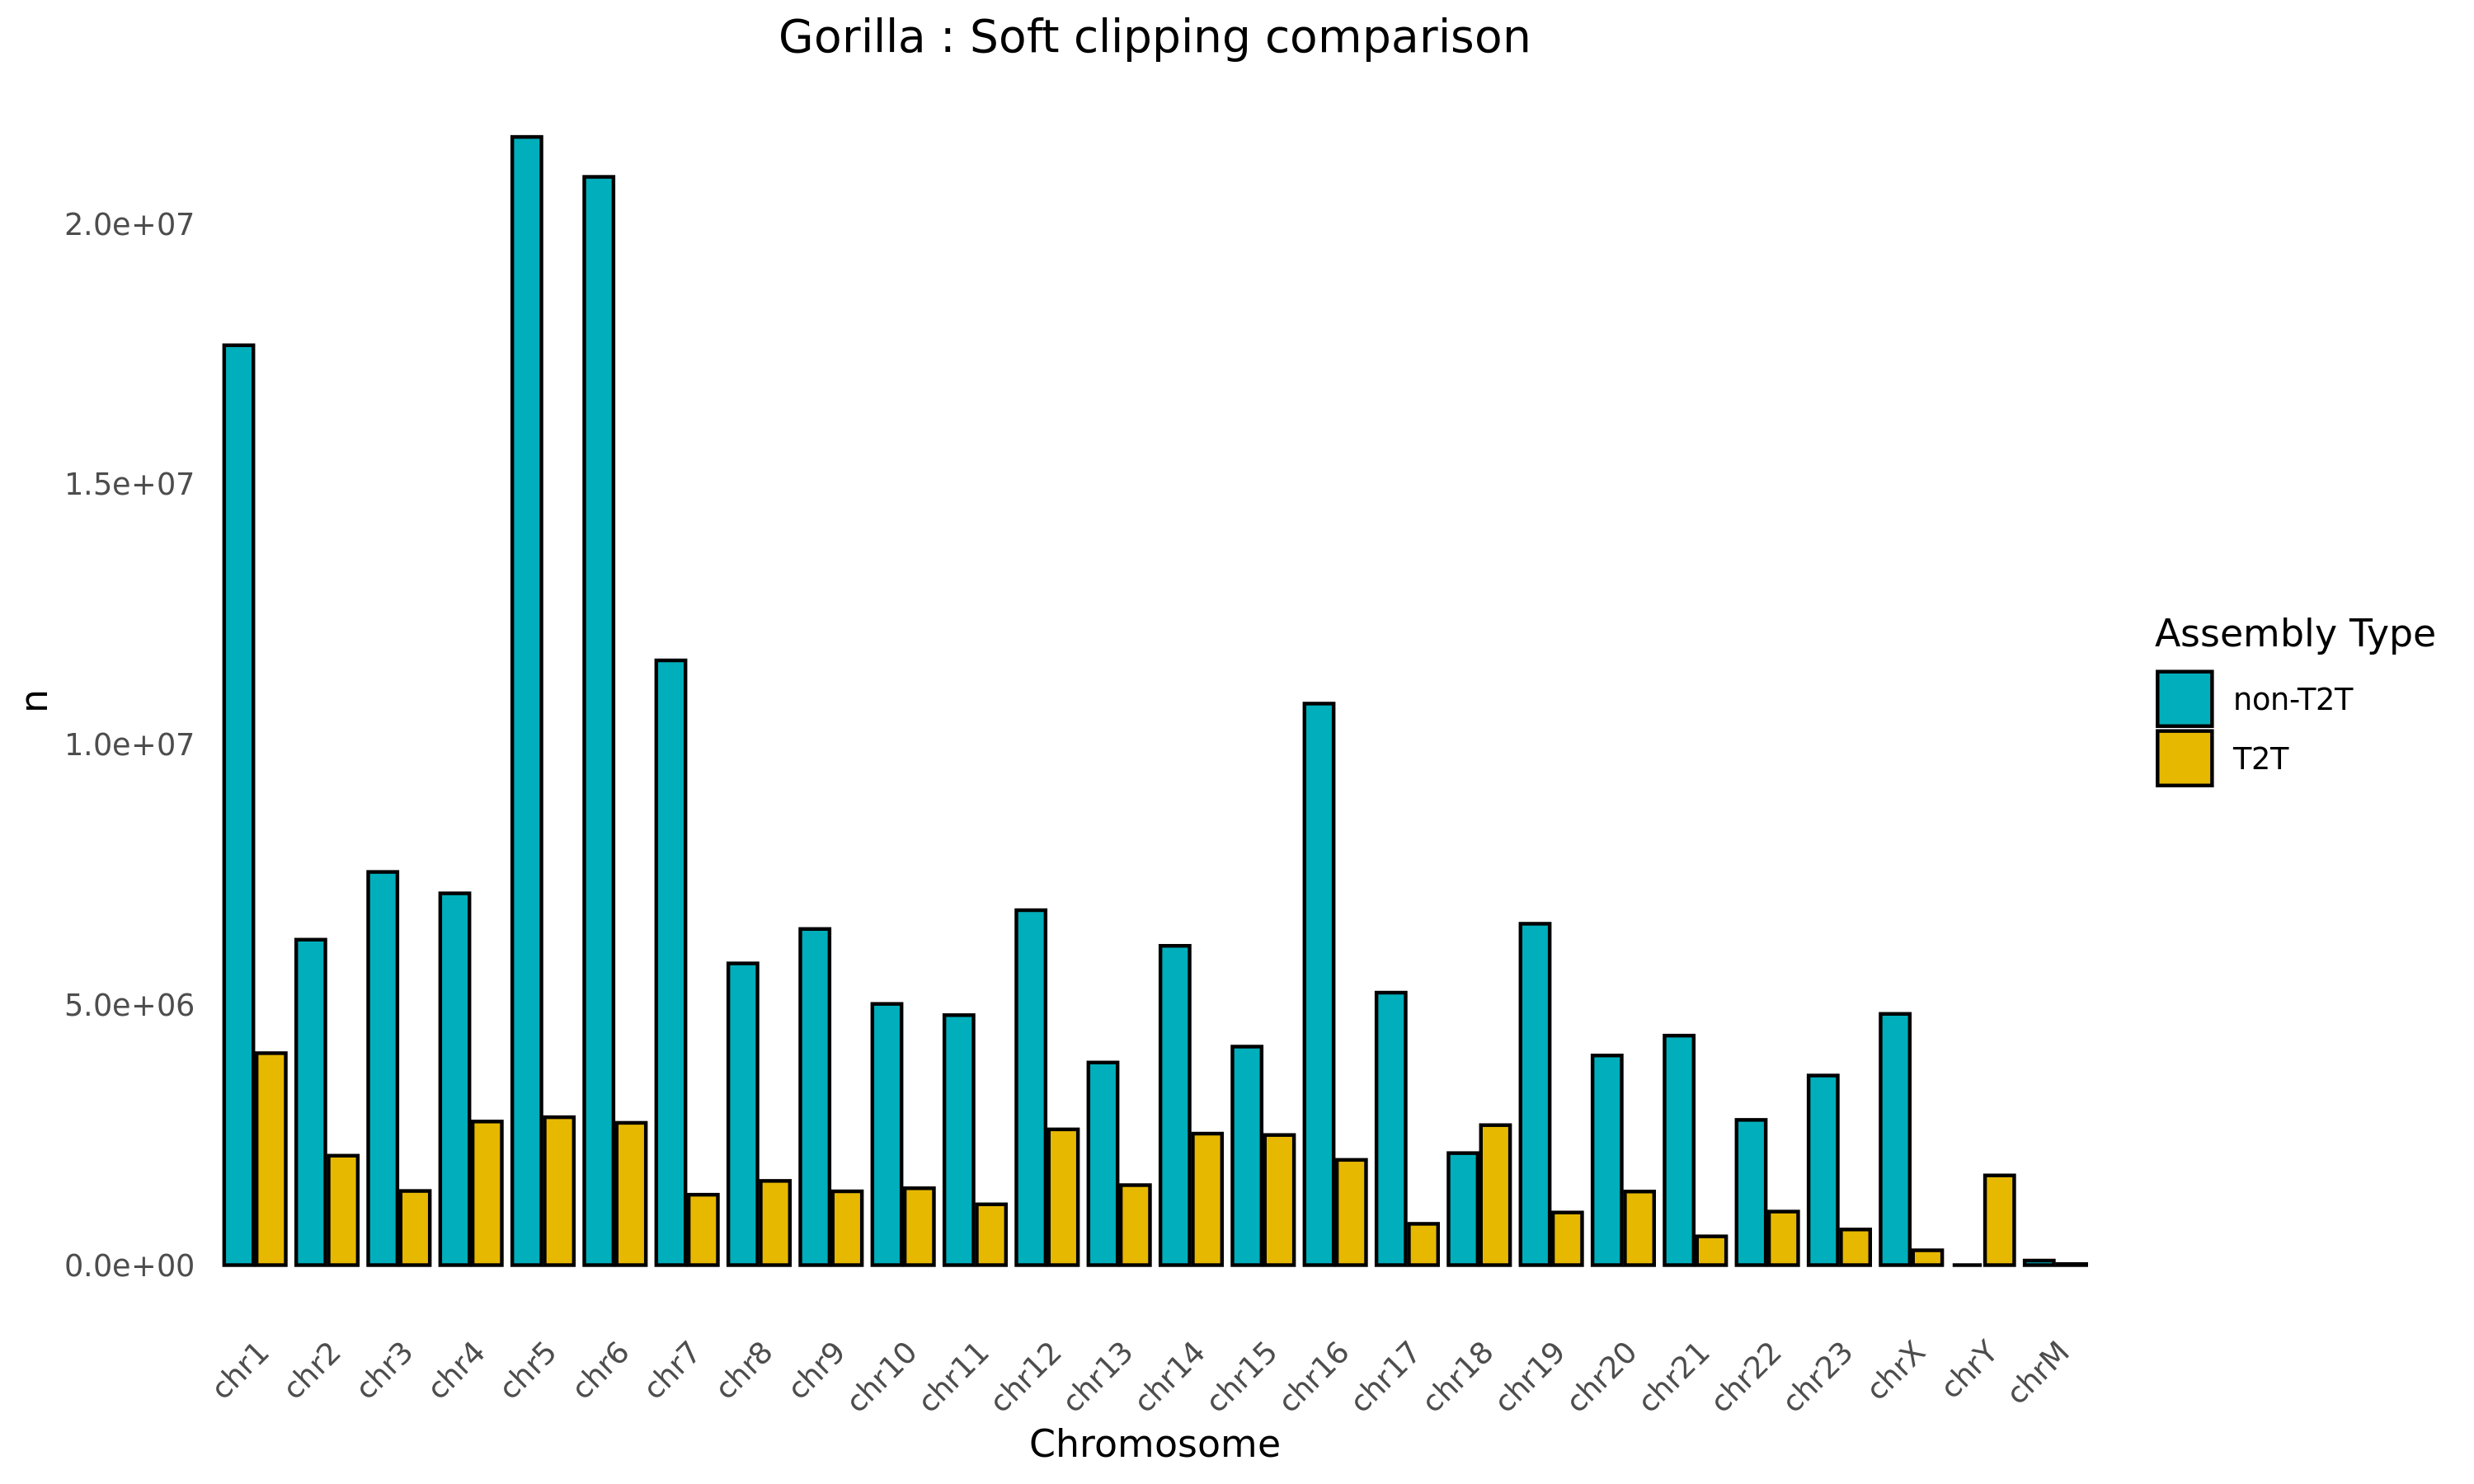 Gorilla : Soft clipping comparison
2.0e+07
1.5e+07
1.0e+07
5.0e+06
0.0e+00
n
chr1
chr2
chr3
chr4
chr5
chr6
chr7
chr8
chr9
chr10
chr11
chr12
chr13
chr14
chr15
chr16
chr17
chr18
chr19
chr20
chr21
chr22
chr23
chrX
chrY
chrM
Chromosome
Assembly Type
non-T2T
T2T